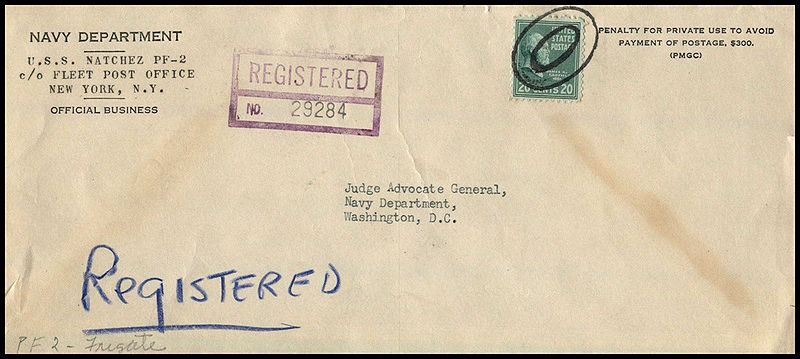 NAVY DEPARTMENT
U.S.S. NATCHEZ PF-2
c/o FLEET POST OFFICE
NEW YORK, N.Y.
OFFICIAL BUSINESS
REGISTERED
NO. 29284
UNITED
STATES
POSTAGE
20 CENTS 20
PENALTY FOR PRIVATE USE TO AVOID
PAYMENT OF POSTAGE, $300.
(PMGC)
Judge Advocate General,
Navy Department,
Washington, D.C.
REgISTERED
PF 2 - Frigate